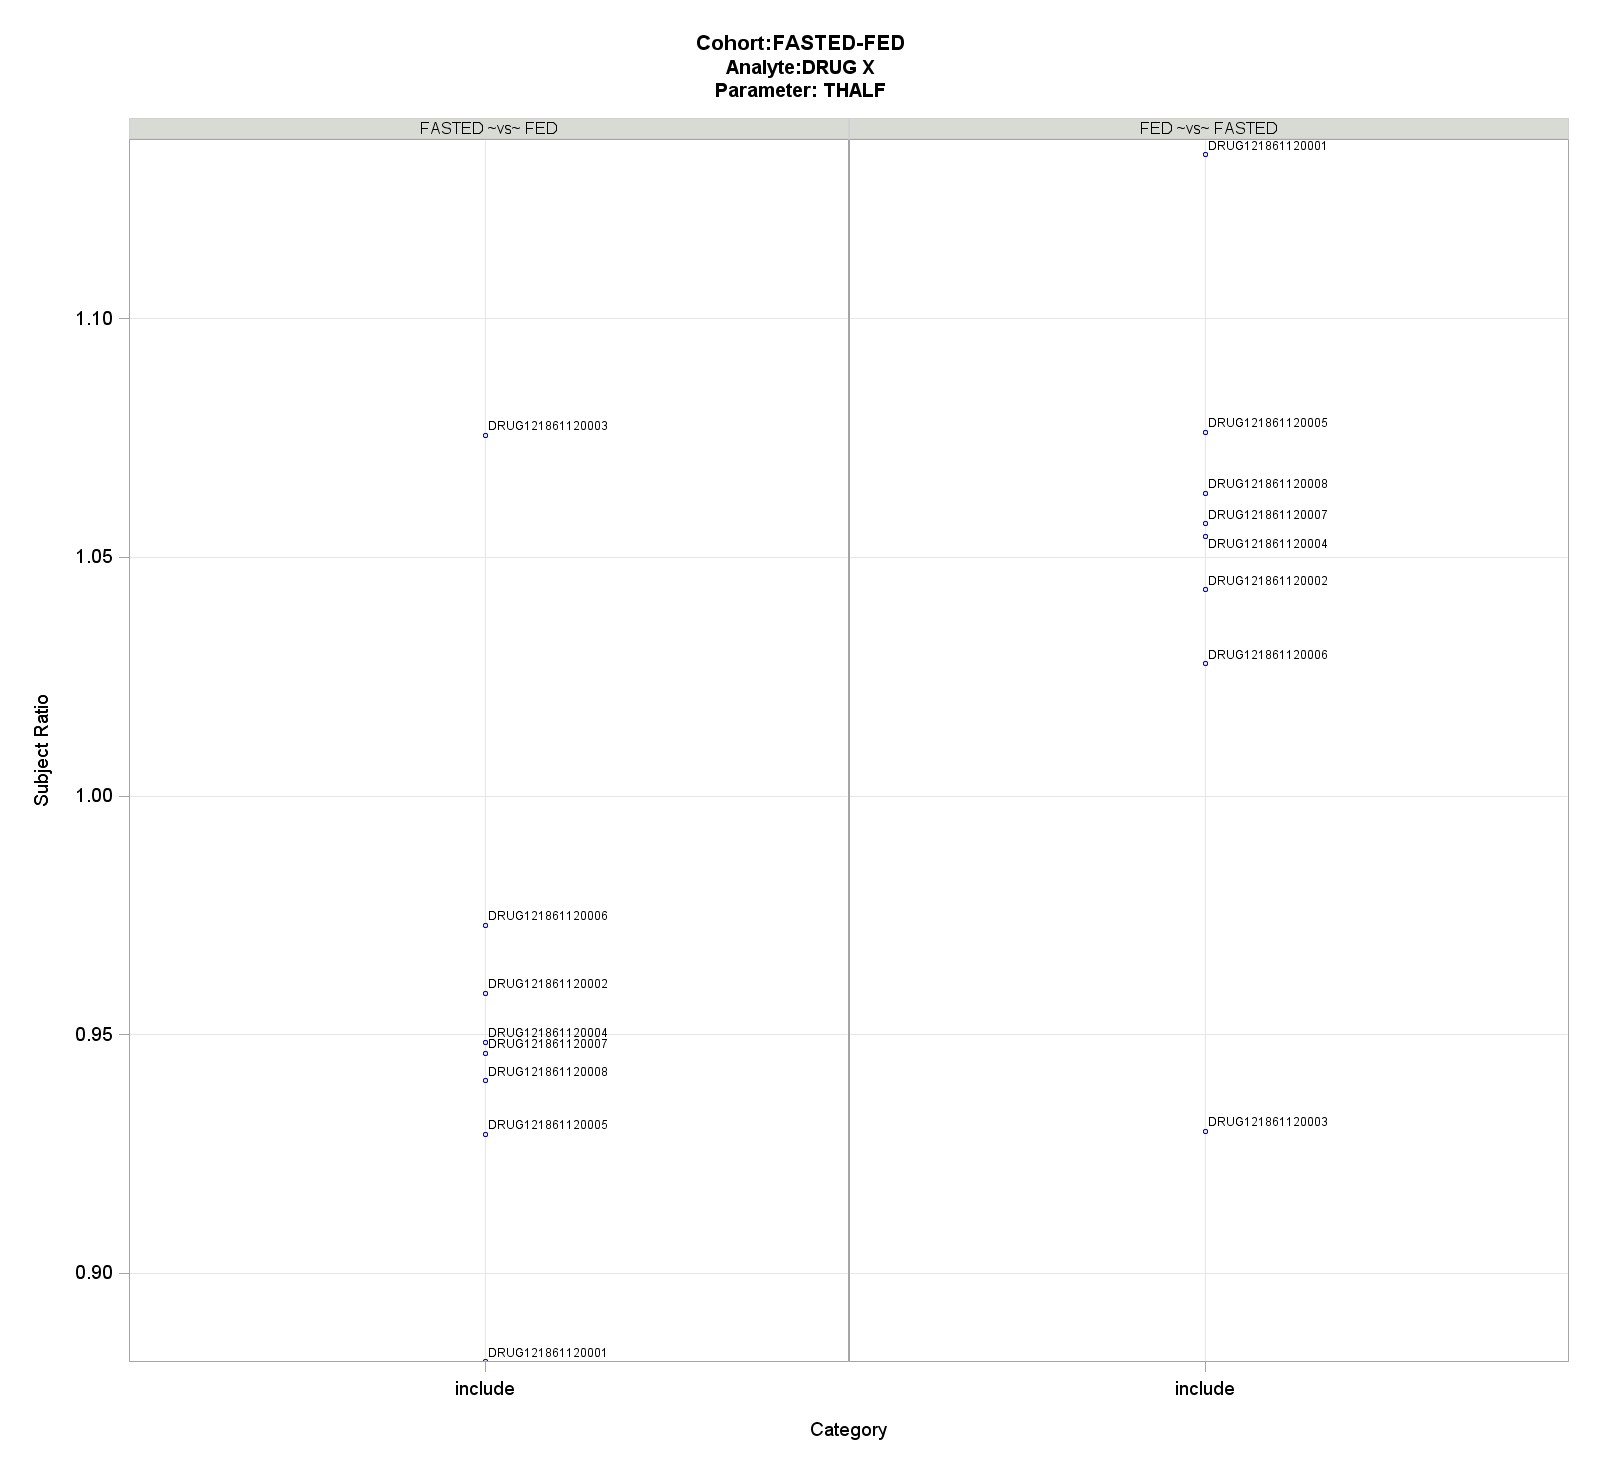 Cohort:FASTED-FED
Analyte:DRUG X
Parameter: THALF
FASTED ~vs~ FED
FED ~vs~ FASTED
DRUG121861120001
1.10
DRUG121861120003
DRUG121861120005
DRUG121861120008
DRUG121861120007
DRUG121861120004
1.05
DRUG121861120002
DRUG121861120006
Subject Ratio
1.00
DRUG121861120006
DRUG121861120002
0.95
DRUG121861120004
DRUG121861120007
DRUG121861120008
DRUG121861120005
DRUG121861120003
0.90
DRUG121861120001
include
include
Category